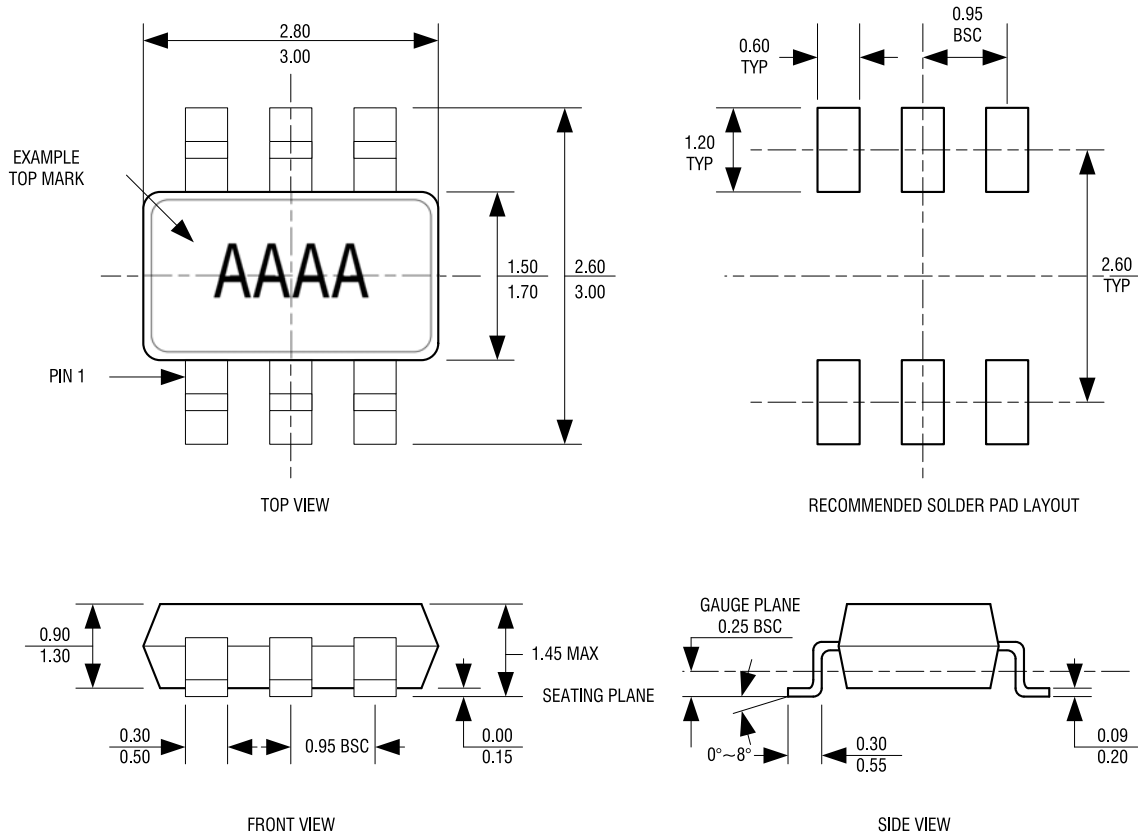 2.80
3.00
0.60
TYP
0.95
BSC
EXAMPLE
TOP MARK
1.20
TYP
AAAA
1.50
1.70
2.60
3.00
2.60
TYP
PIN 1
TOP VIEW
RECOMMENDED SOLDER PAD LAYOUT
0.90
1.30
1.45 MAX
SEATING PLANE
0.30
0.50
0.95 BSC
0.00
0.15
FRONT VIEW
GAUGE PLANE
0.25 BSC
0°~8°
0.30
0.55
0.09
0.20
SIDE VIEW